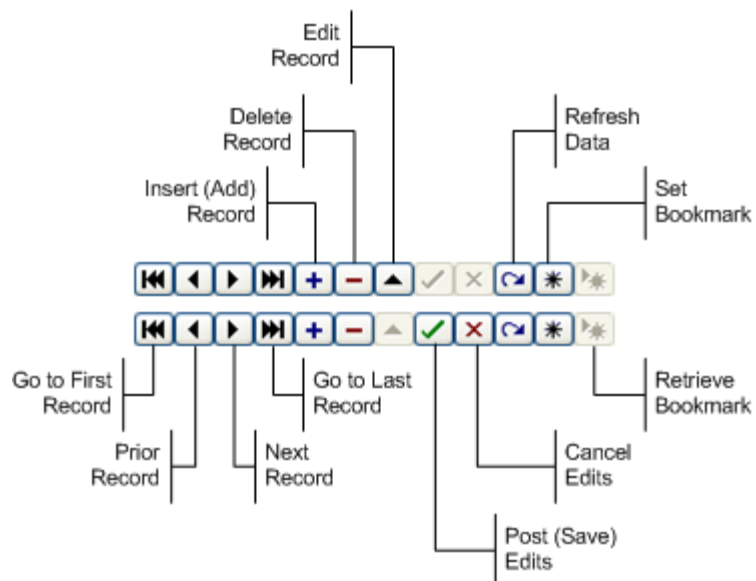 Edit
Record
Delete
Record
Refresh
Data
Insert (Add)
Record
Set
Bookmark
Go to First
Record
Go to Last
Record
Retrieve
Bookmark
Prior
Record
Next
Record
Cancel
Edits
Post (Save)
Edits